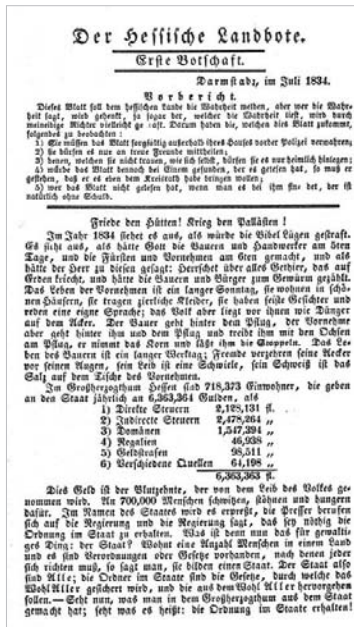 Der Hessische Landbote.
Erste Botschaft.
Darmstadt, im Juli 1834.
Vorbericht.
Dieses Blatt soll dem hessischen Lande die Wahrheit melden, aber wer die Wahr-
heit sagt, wird gehenkt, ja sogar der, welcher die Wahrheit liest, wird durch
meineidige Richter vielleicht gestraft. Darum haben die, welchen dies Blatt zukommt,
folgendes zu beobachten:
1) Sie müssen das Blatt sorgfältig außerhalb ihres Hauses vor der Polizei verwahren;
2) sie dürfen es nur an treue Freunde mittheilen;
3) denen, welchen sie nicht trauen, wie sich selbst, dürfen sie es nur heimlich hinlegen;
4) würde das Blatt dennoch bei Einem gefunden, der es gelesen hat, so muß er
gestehen, daß er es eben dem Kreisrath habe bringen wollen;
5) wer das Blatt nicht gelesen hat, wenn man es bei ihm findet, der ist
natürlich ohne Schuld.
Friede den Hütten! Krieg den Pallästen!
Im Jahr 1834 siehet es aus, als würde die Bibel Lügen gestraft.
Es sieht aus, als hätte Gott die Bauern und Handwerker am 5ten
Tage, und die Fürsten und Vornehmen am 6ten gemacht, und als
hätte der Herr zu diesen gesagt: Herrschet über alles Gethier, das auf
Erden kriecht, und hätte die Bauern und Bürger zum Gewürm gezählt.
Das Leben der Vornehmen ist ein langer Sonntag, sie wohnen in schö-
nen Häusern, sie tragen zierliche Kleider, sie haben feiste Gesichter und
reden eine eigne Sprache; das Volk aber liegt vor ihnen wie Dünger
auf dem Acker. Der Bauer geht hinter dem Pflug, der Vornehme
aber geht hinter ihm und dem Pflug und treibt ihn mit den Ochsen
am Pflug, er nimmt das Korn und läßt ihm die Stoppeln. Das Le-
ben des Bauern ist ein langer Werktag; Fremde verzehren seine Aecker
vor seinen Augen, sein Leib ist eine Schwiele, sein Schweiß ist das
Salz auf dem Tische des Vornehmen.
Im Großherzogthum Hessen sind 718,373 Einwohner, die geben
an den Staat jährlich an 6,363,364 Gulden, als
1) Direkte Steuern 2,128,131 fl.
2) Indirecte Steuern 2,478,264 „
3) Domänen 1,547,394 „
4) Regalien 46,938 „
5) Geldstrafen 98,511 „
6) Verschiedene Quellen 64,198 „
6,363,363 fl.
Dies Geld ist der Blutzehnte, der von dem Leib des Volkes ge-
nommen wird. An 700,000 Menschen schwitzen, stöhnen und hungern
dafür. Im Namen des Staates wird es erpreßt, die Presser berufen
sich auf die Regierung und die Regierung sagt, das sey nöthig die
Ordnung im Staat zu erhalten. Was ist denn nun das für gewalti-
ges Ding: der Staat? Wohnt eine Anzahl Menschen in einem Land
und es sind Verordnungen oder Gesetze vorhanden, nach denen jeder
sich richten muß, so sagt man, sie bilden einen Staat. Der Staat also
sind Alle; die Ordner im Staate sind die Gesetze, durch welche das
Wohl Aller gesichert wird, und die aus dem Wohl Aller hervorgehen
sollen. — Seht nun, was man in dem Großherzogthum aus dem Staat
gemacht hat; seht was es heißt: die Ordnung im Staate erhalten!